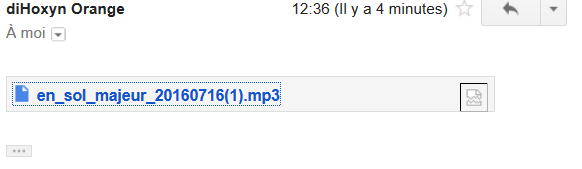 diHoxyn Orange 12:36 (Il y a 4 minutes)
À moi
en_sol_majeur_20160716(1).mp3